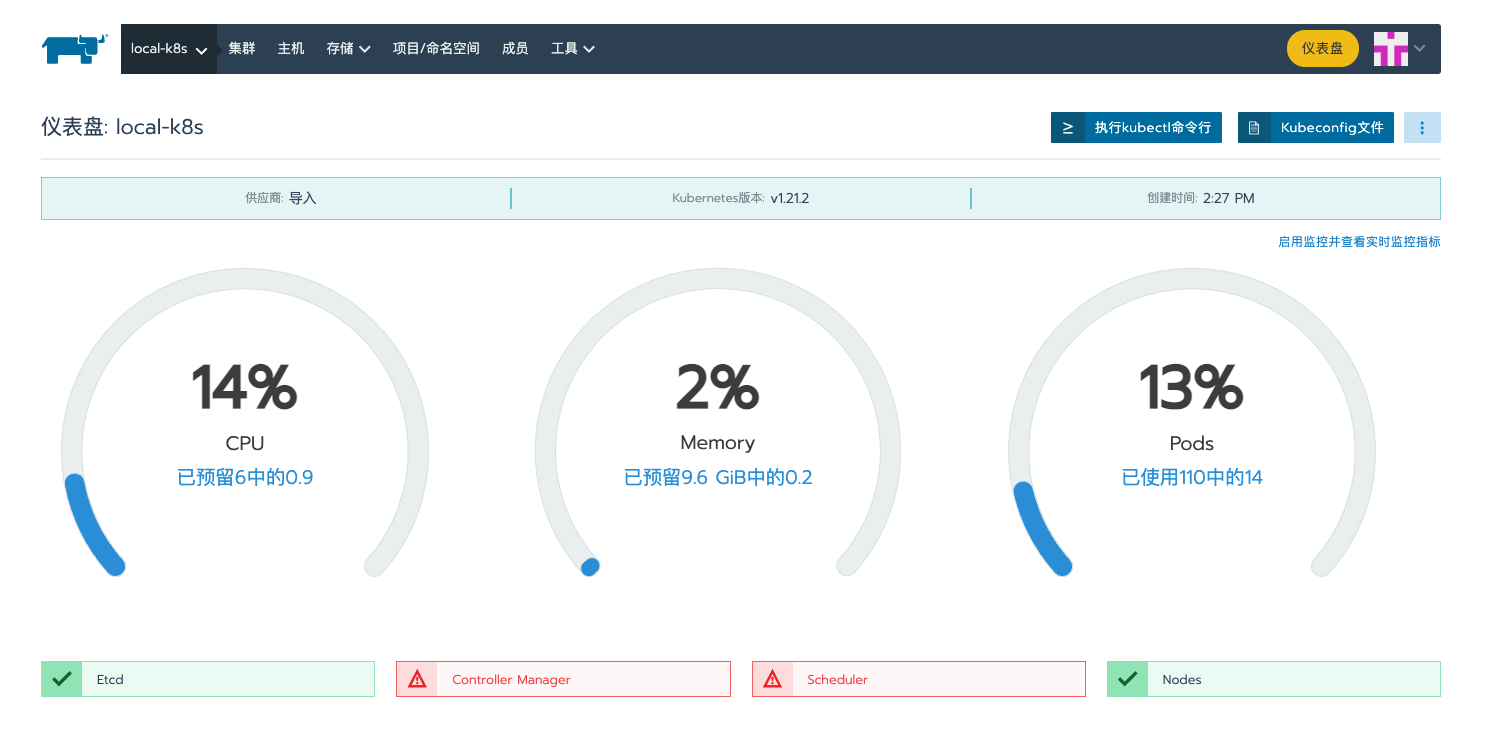 local-k8s 集群 主机 存储 项目/命名空间 成员 工具 仪表盘
仪表盘: local-k8s
≥ 执行kubectl命令行 Kubeconfig文件
供应商: 导入 Kubernetes版本: v1.21.2 创建时间: 2:27 PM
启用监控并查看实时监控指标
14% 2% 13%
CPU Memory Pods
已预留6中的0.9 已预留9.6 GiB中的0.2 已使用110中的14
Etcd Controller Manager Scheduler Nodes